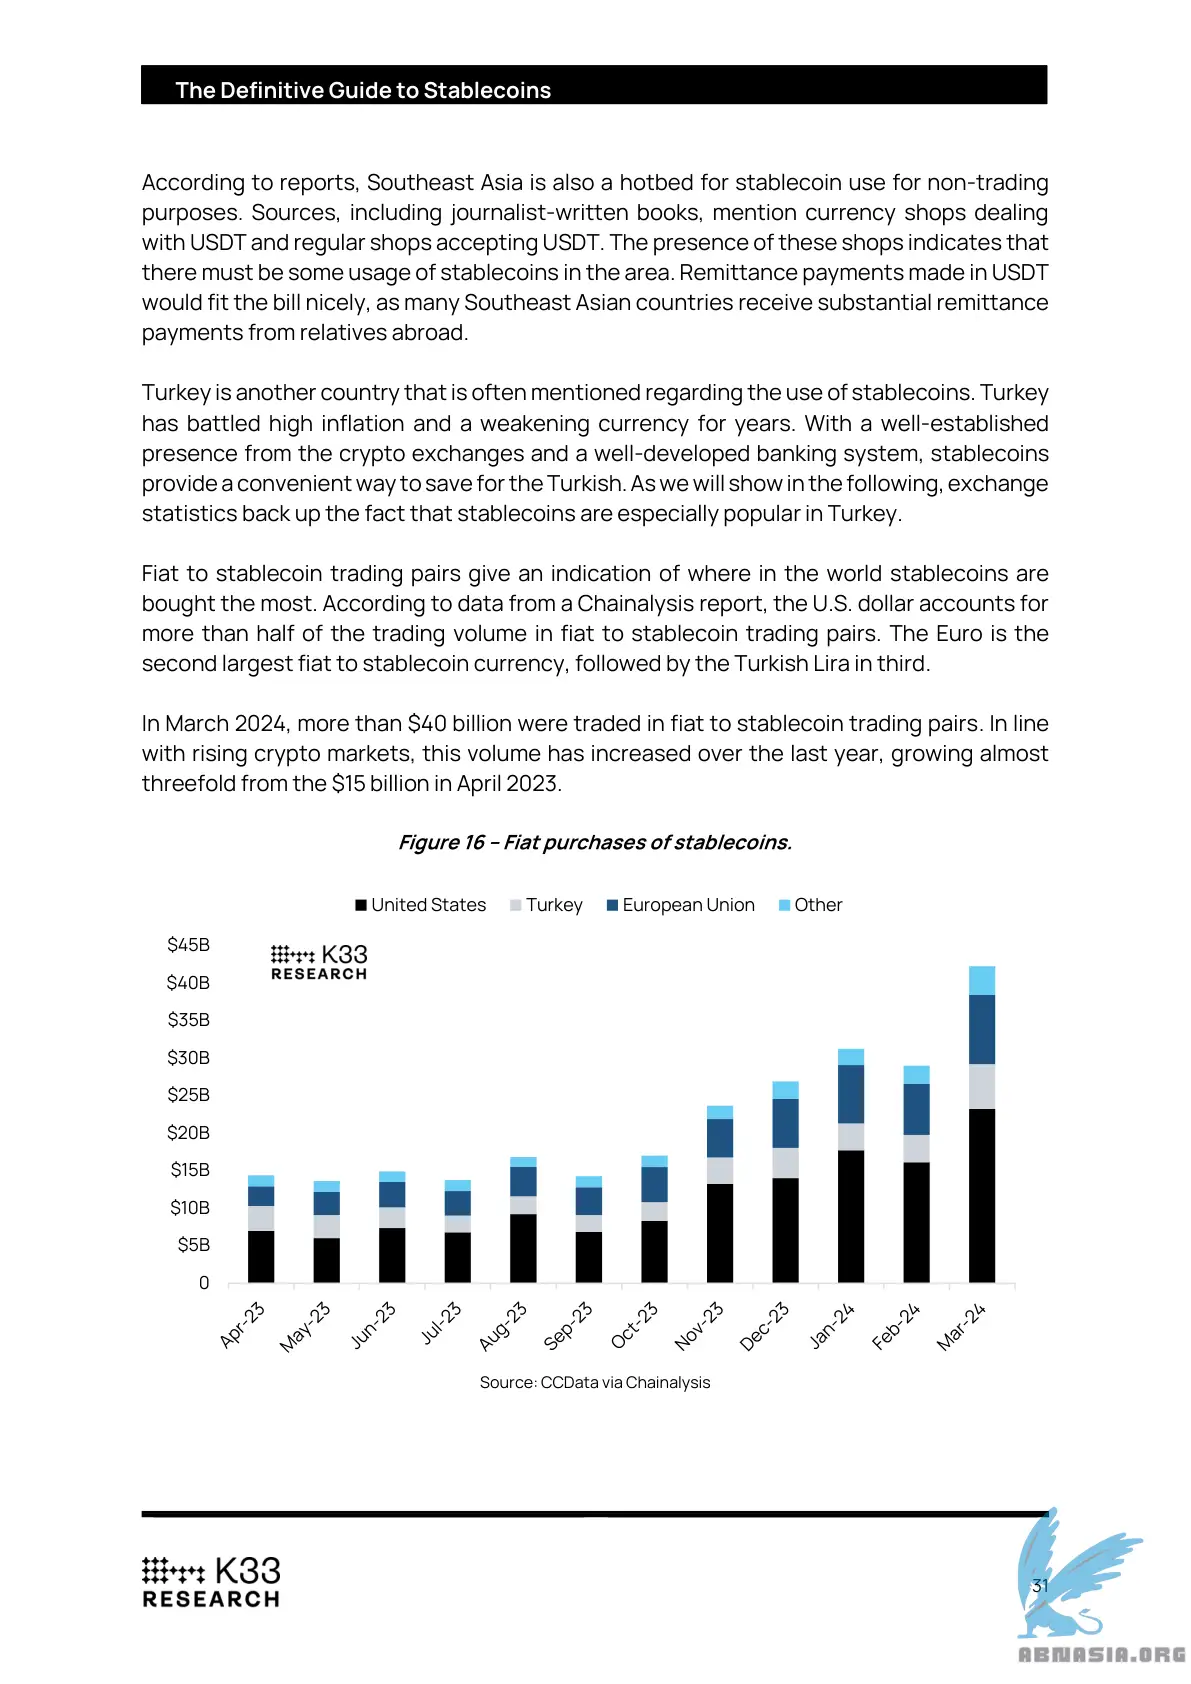 The Definitive Guide to Stablecoins
According to reports, Southeast Asia is also a hotbed for stablecoin use for non-trading
purposes. Sources, including journalist-written books, mention currency shops dealing
with USDT and regular shops accepting USDT. The presence of these shops indicates that
there must be some usage of stablecoins in the area. Remittance payments made in USDT
would fit the bill nicely, as many Southeast Asian countries receive substantial remittance
payments from relatives abroad.
Turkey is another country that is often mentioned regarding the use of stablecoins. Turkey
has battled high inflation and a weakening currency for years. With a well-established
presence from the crypto exchanges and a well-developed banking system, stablecoins
provide a convenient way to save for the Turkish. As we will show in the following, exchange
statistics back up the fact that stablecoins are especially popular in Turkey.
Fiat to stablecoin trading pairs give an indication of where in the world stablecoins are
bought the most. According to data from a Chainalysis report, the U.S. dollar accounts for
more than half of the trading volume in fiat to stablecoin trading pairs. The Euro is the
second largest fiat to stablecoin currency, followed by the Turkish Lira in third.
In March 2024, more than $40 billion were traded in fiat to stablecoin trading pairs. In line
with rising crypto markets, this volume has increased over the last year, growing almost
threefold from the $15 billion in April 2023.
Figure 16 – Fiat purchases of stablecoins.
United States Turkey European Union Other
K33
RESEARCH
$45B
$40B
$35B
$30B
$25B
$20B
$15B
$10B
$5B
0
Apr-23 May-23 Jun-23 Jul-23 Aug-23 Sep-23 Oct-23 Nov-23 Dec-23 Jan-24 Feb-24 Mar-24
Source: CCData via Chainalysis
K33
RESEARCH
31
ABNASIA.ORG